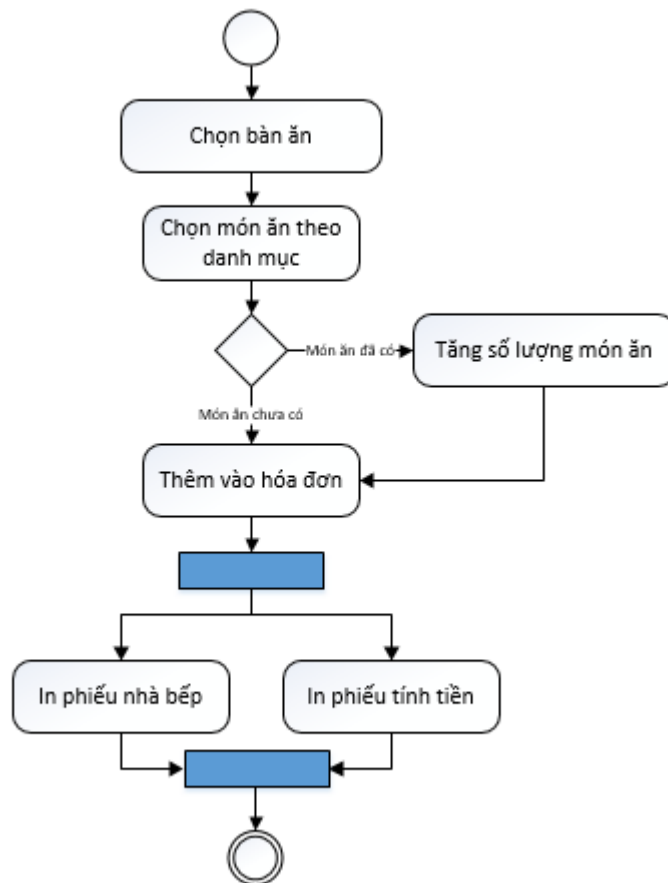 Chọn bàn ăn
Chọn món ăn theo
danh mục
Món ăn đã có
Tăng số lượng món ăn
Món ăn chưa có
Thêm vào hóa đơn
In phiếu nhà bếp
In phiếu tính tiền